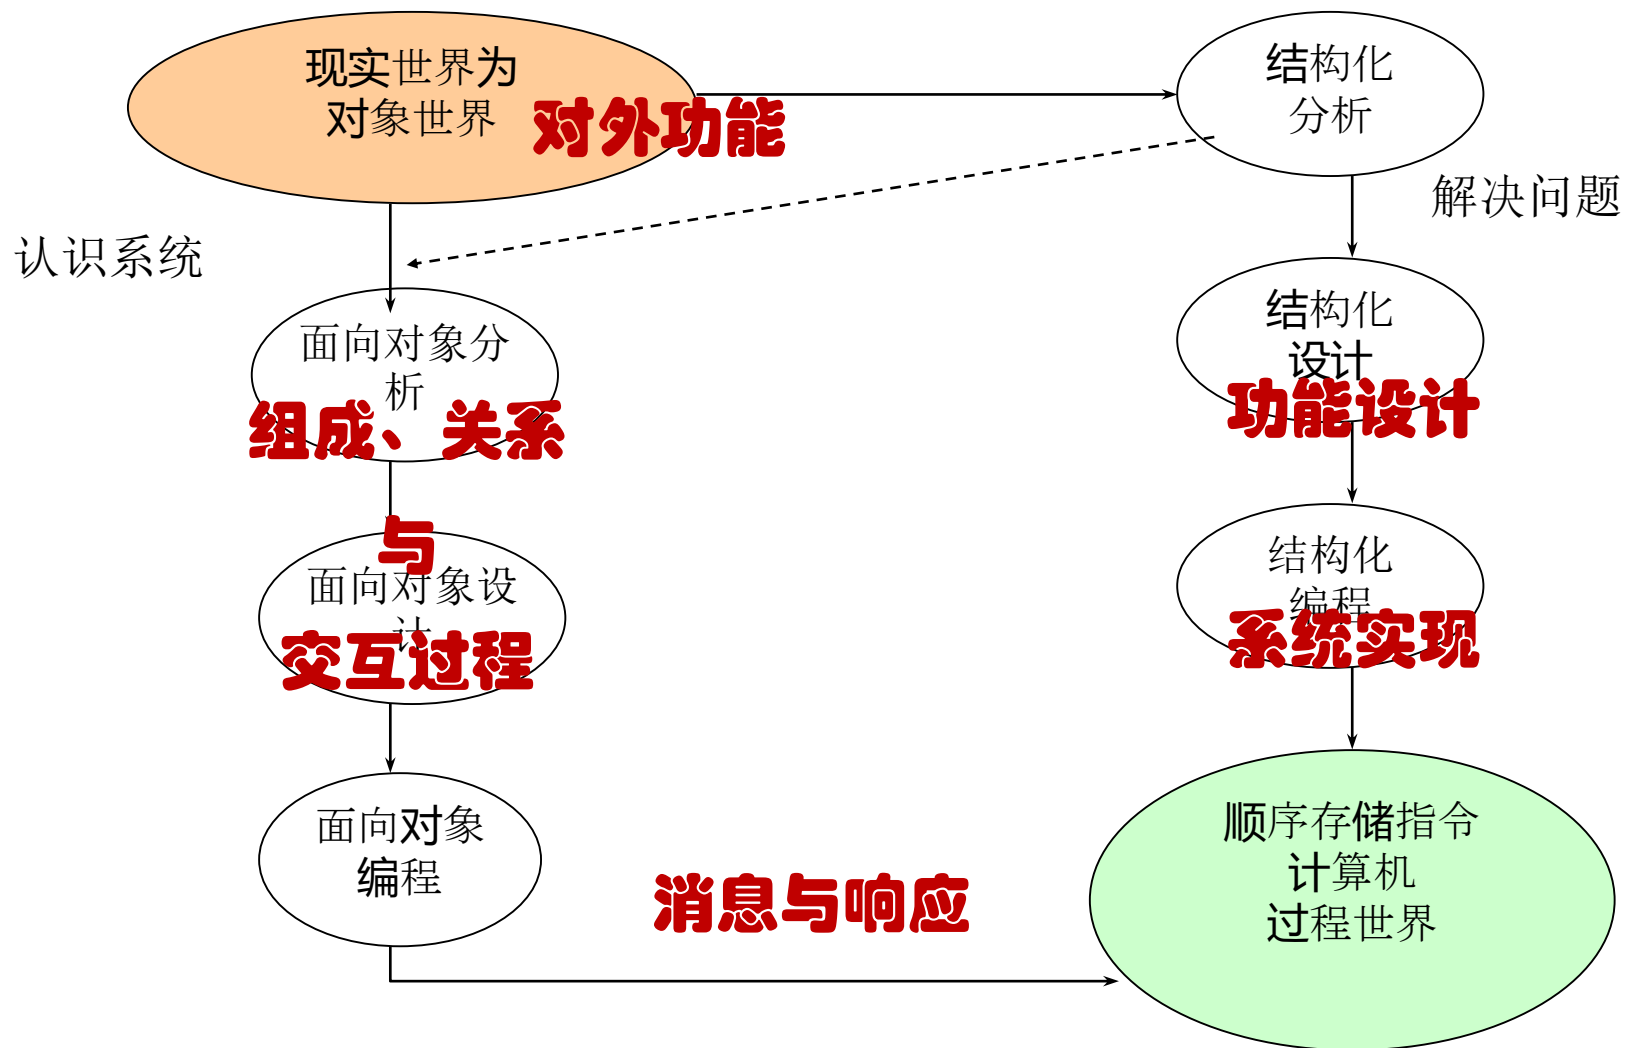 现实世界为
对象世界
对外功能
结构化
分析
解决问题
认识系统
面向对象分
析
组成、关系
与
面向对象设
计
交互过程
面向对象
编程
消息与响应
结构化
设计
功能设计
结构化
编程
系统实现
顺序存储指令
计算机
过程世界